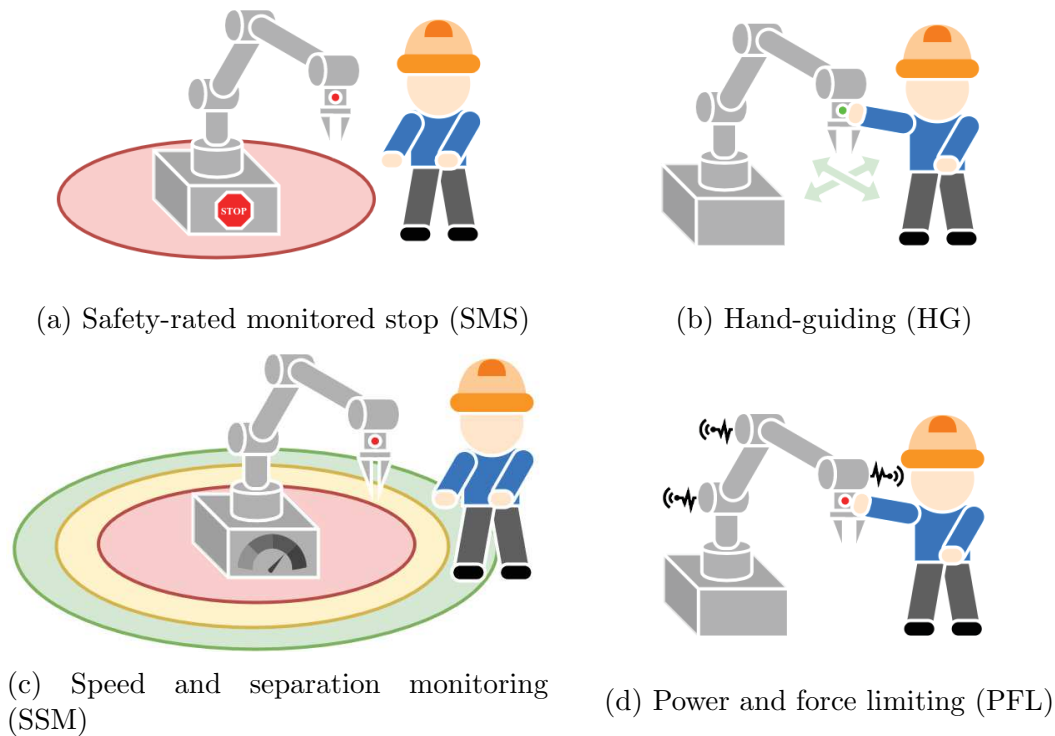 STOP
(a) Safety-rated monitored stop (SMS)
(b) Hand-guiding (HG)
(c) Speed and separation monitoring
(SSM)
(d) Power and force limiting (PFL)